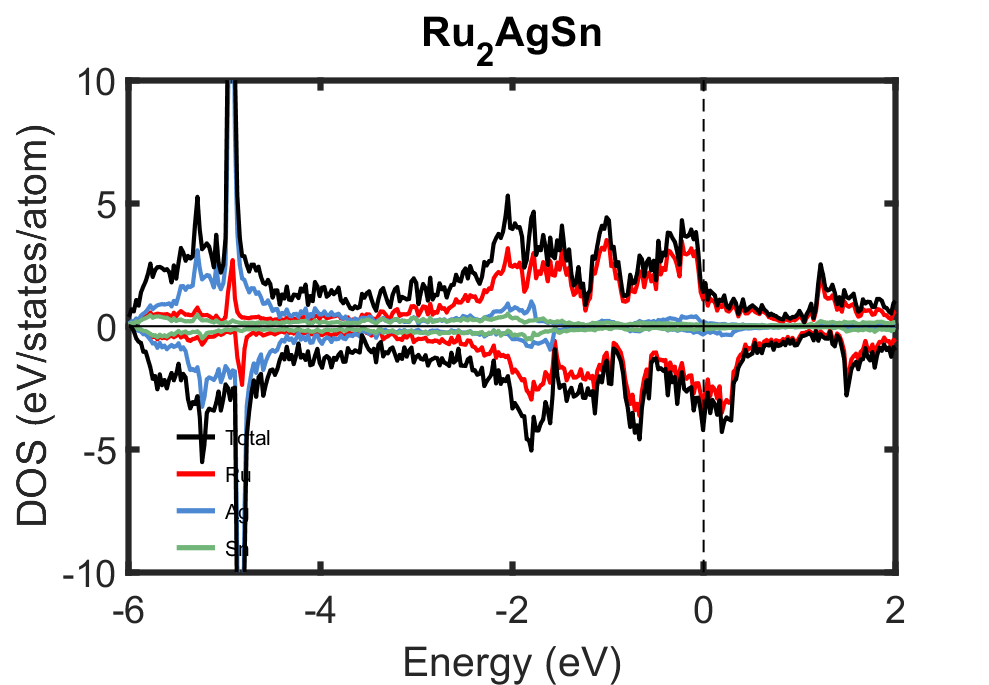 Ru₂AgSn
DOS (eV/states/atom)
10
5
0
-5
-10
Total
Ru
Ag
Sn
-6 -4 -2 0 2
Energy (eV)